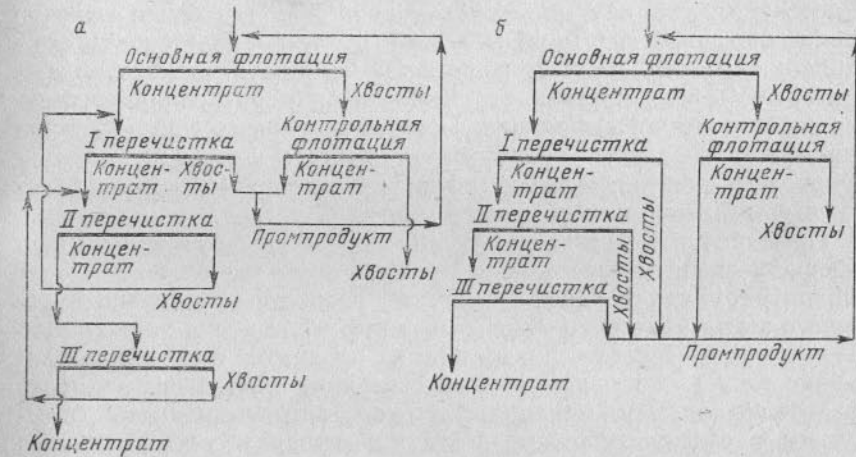 а
Основная флотация
Концентрат
Хвосты
I перечистка
Контрольная
флотация
Концен-
трат
Хвос-
ты
Концен-
трат
II перечистка
Промпродукт
Концен-
трат
Хвосты
Хвосты
III перечистка
Хвосты
Концентрат
б
Основная флотация
Концентрат
Хвосты
Контрольная
флотация
I перечистка
Концен-
трат
Концен-
трат
II перечистка
Хвосты
Концен-
трат
Хвосты
Хвосты
III перечистка
Промпродукт
Концентрат